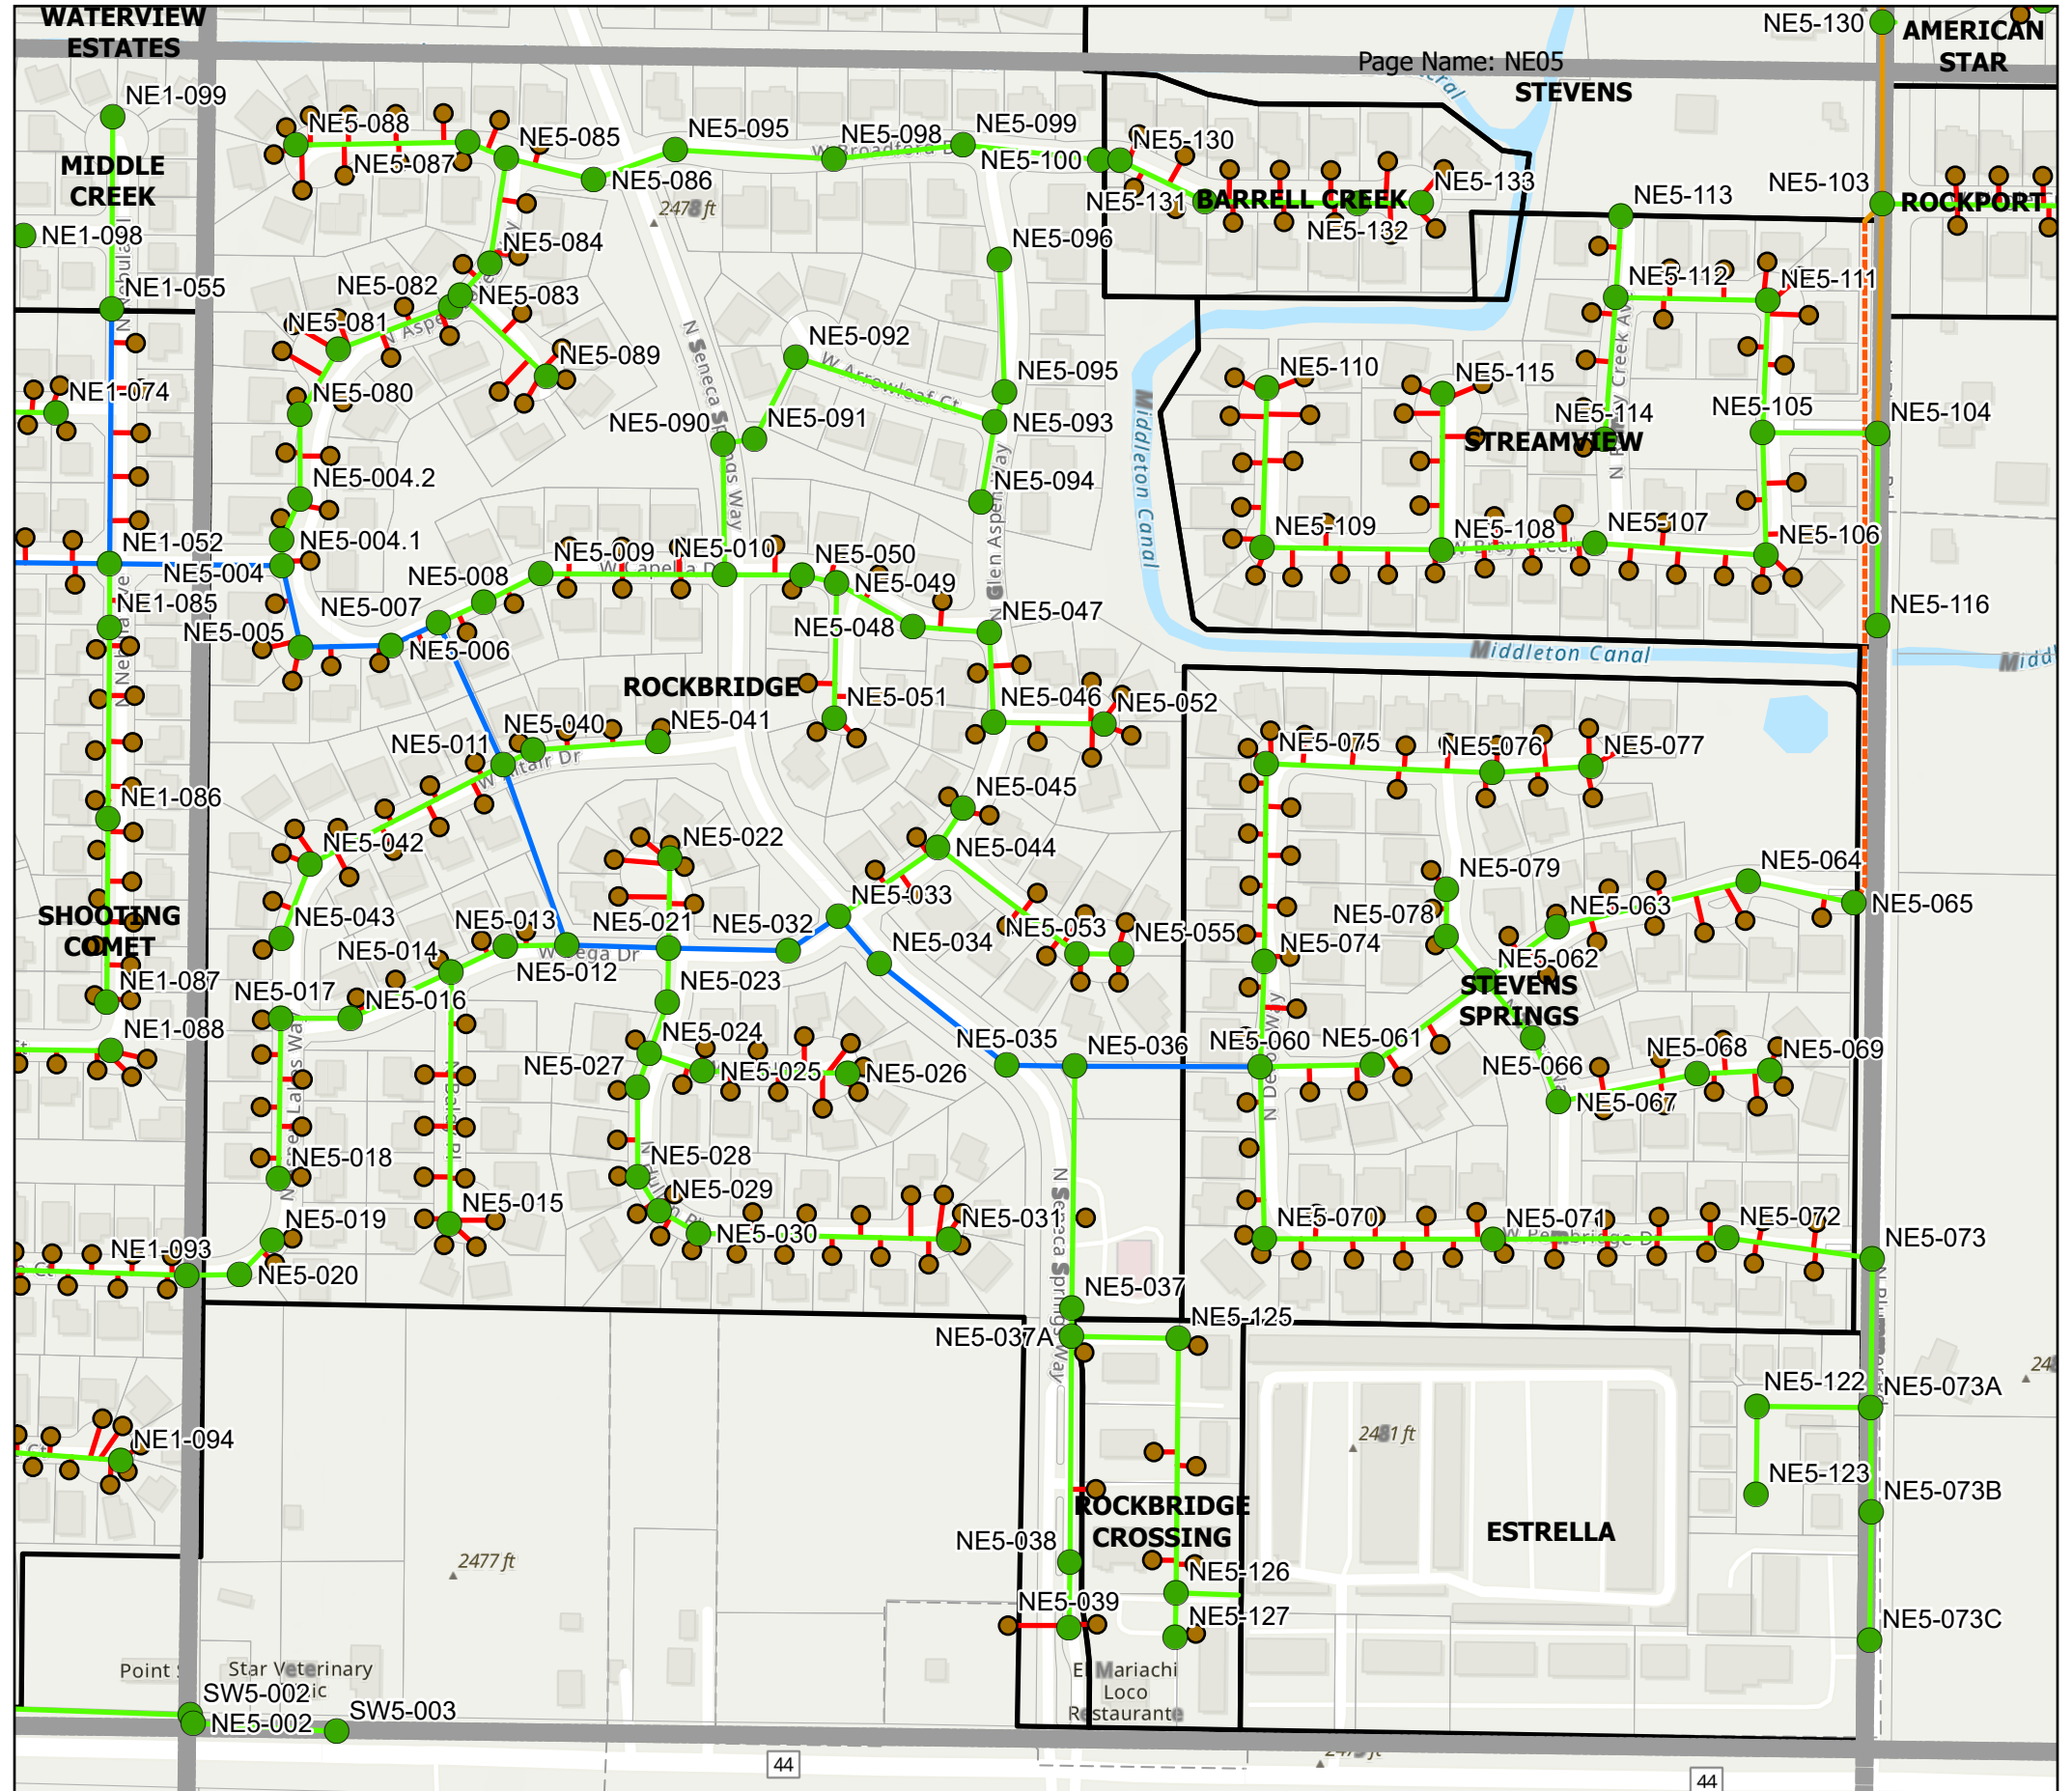 WATERVIEW
ESTATES
Page Name: NE05
STEVENS
NE5-130
AMERICAN
STAR
NE1-099
MIDDLE
CREEK
NE1-098
NE1-055
NE5-088
NE5-087
NE5-085
NE5-086
NE5-095
NE5-098
NE5-099
NE5-100
NE5-130
NE5-131
BARRELL CREEK
NE5-132
NE5-133
NE5-113
NE5-103
ROCKPORT
2478 ft
NE5-084
NE5-082
NE5-083
NE5-081
NE5-096
NE5-112
NE5-111
NE5-089
NE5-092
W Arrowleaf Ct
NE5-095
NE5-110
NE5-115
NE1-074
NE5-080
NE5-090
NE5-091
NE5-093
NE5-114
NE5-105
NE5-104
STREAMVIEW
NE5-004.2
NE5-094
Middleton Canal
NE1-052
NE5-004.1
NE5-004
NE5-009
NE5-010
NE5-050
NE5-049
NE5-109
NE5-108
NE5-107
NE5-106
NE5-008
NE5-007
NE1-085
NE5-005
NE5-006
NE5-048
NE5-047
NE5-116
Middleton Canal
ROCKBRIDGE
NE5-051
NE5-046
NE5-052
NE5-040
NE5-041
NE5-011
W Altair Dr
NE5-075
NE5-076
NE5-077
NE1-086
NE5-045
NE5-042
NE5-022
NE5-044
NE5-079
NE5-064
NE5-033
NE5-063
NE5-065
SHOOTING
COMET
NE5-043
NE5-013
NE5-021
NE5-032
NE5-014
NE5-012
W Vega Dr
NE5-034
NE5-053
NE5-055
NE5-078
NE5-074
NE5-062
STEVENS
SPRINGS
NE1-087
NE5-017
NE5-016
NE5-023
NE1-088
NE5-024
NE5-027
NE5-025
NE5-026
NE5-035
NE5-036
NE5-060
NE5-061
NE5-066
NE5-068
NE5-069
NE5-067
NE5-018
NE5-028
NE5-029
NE5-015
NE5-030
NE5-031
N Seneca Springs Way
NE5-070
NE5-071
NE5-072
NE5-073
NE1-093
NE5-019
NE5-020
NE5-037
NE5-037A
NE5-125
NE5-122
NE5-073A
2481 ft
NE1-094
NE5-123
NE5-073B
ROCKBRIDGE
CROSSING
ESTRELLA
NE5-038
2477 ft
NE5-126
NE5-039
NE5-127
NE5-073C
Star Veterinary
El Mariachi
Loco
Restaurante
SW5-002
NE5-002
SW5-003
44
44